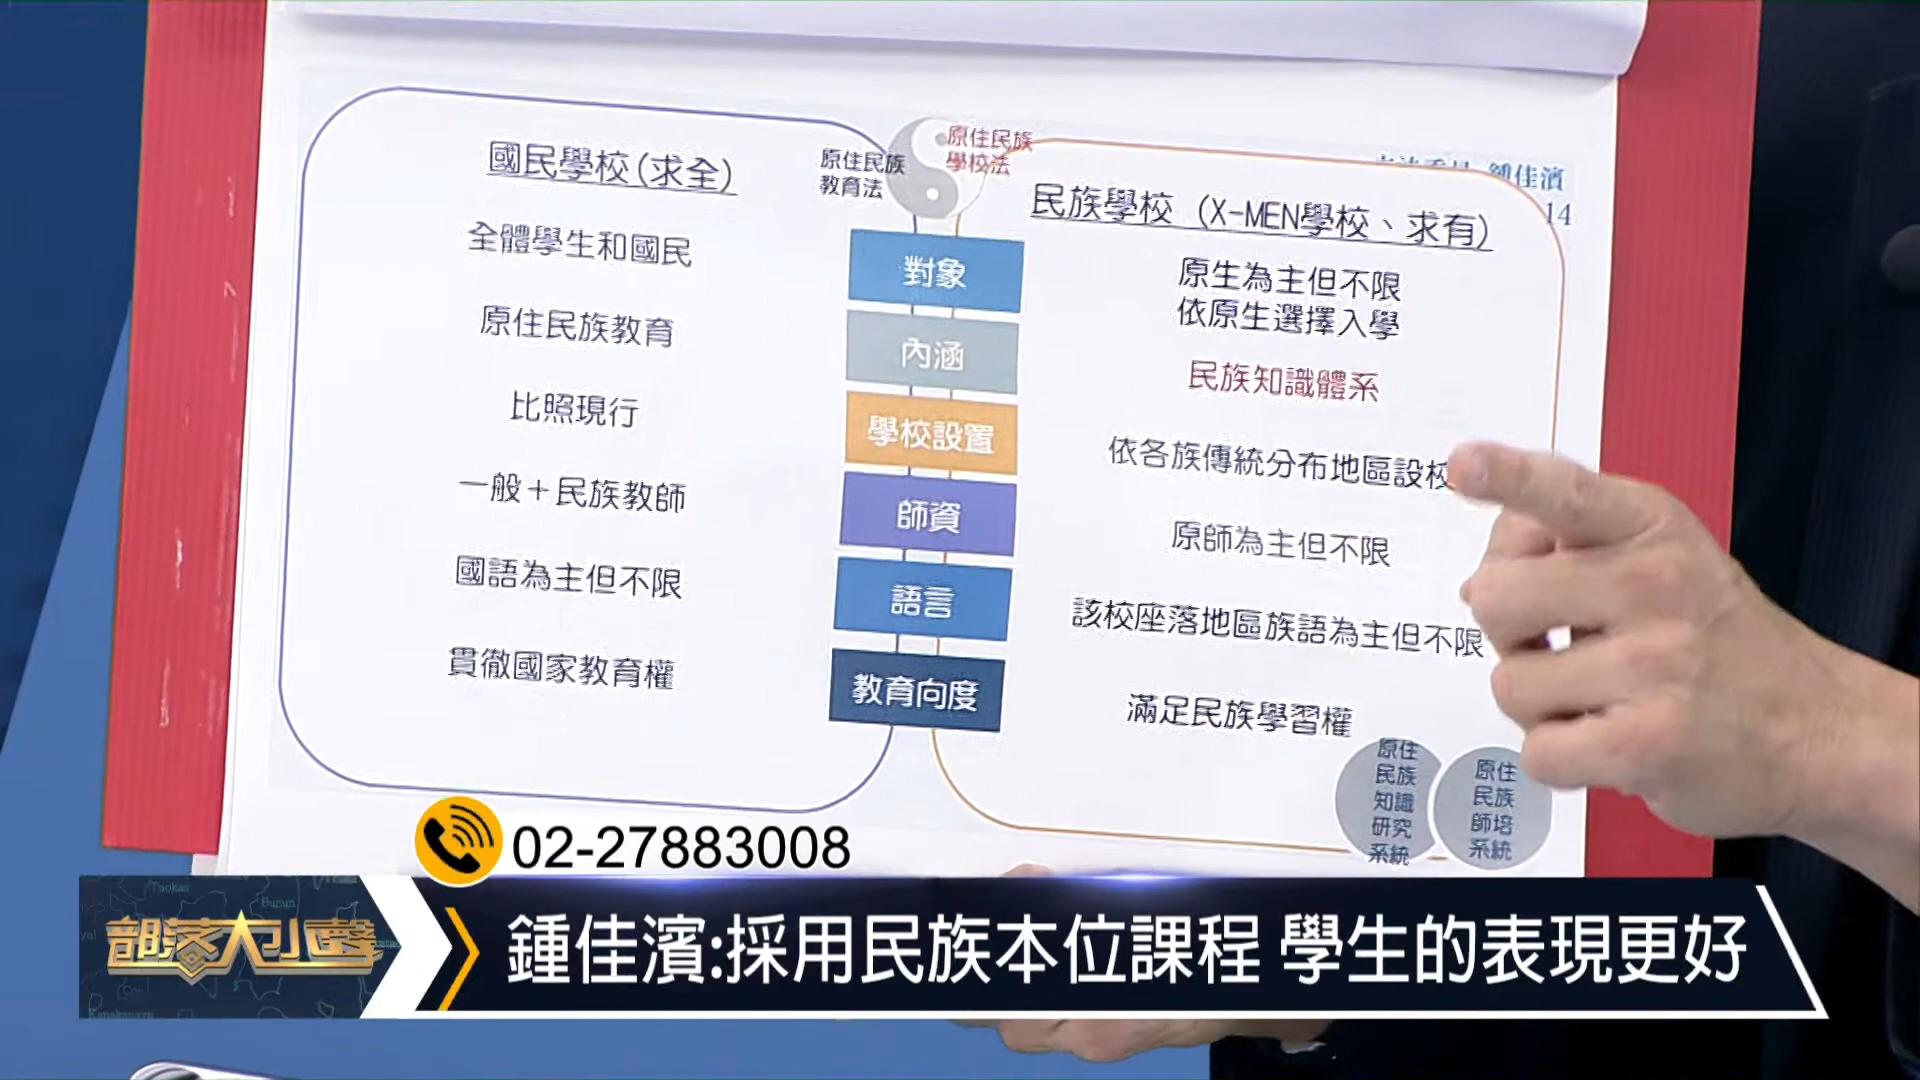 鍾佳濱
14
原住民族
教育法
原住民族
學校法
國民學校(求全)
民族學校 (X-MEN學校、求有)
全體學生和國民
對象
原生為主但不限
依原生選擇入學
原住民族教育
內涵
民族知識體系
比照現行
學校設置
依各族傳統分布地區設校
一般+民族教師
師資
原師為主但不限
國語為主但不限
語言
該校座落地區族語為主但不限
貫徹國家教育權
教育向度
滿足民族學習權
原住
民族
知識
研究
系統
原住
民族
師培
系統
02-27883008
部落大小聲
鍾佳濱:採用民族本位課程 學生的表現更好